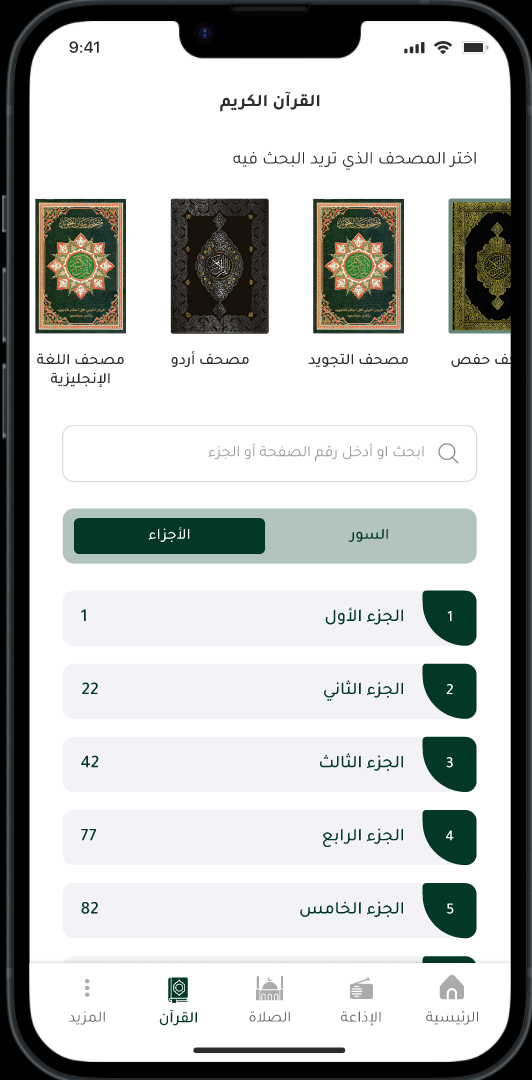 9:41
القرآن الكريم
اختر المصحف الذي تريد البحث فيه
حف حفص
مصحف التجويد
مصحف أردو
مصحف اللغة
الإنجليزية
ابحث او أدخل رقم الصفحة أو الجزء
السور
الأجزاء
1 الجزء الأول 1
2 الجزء الثاني 22
3 الجزء الثالث 42
4 الجزء الرابع 77
5 الجزء الخامس 82
الرئيسية
الإذاعة
الصلاة
القرآن
المزيد